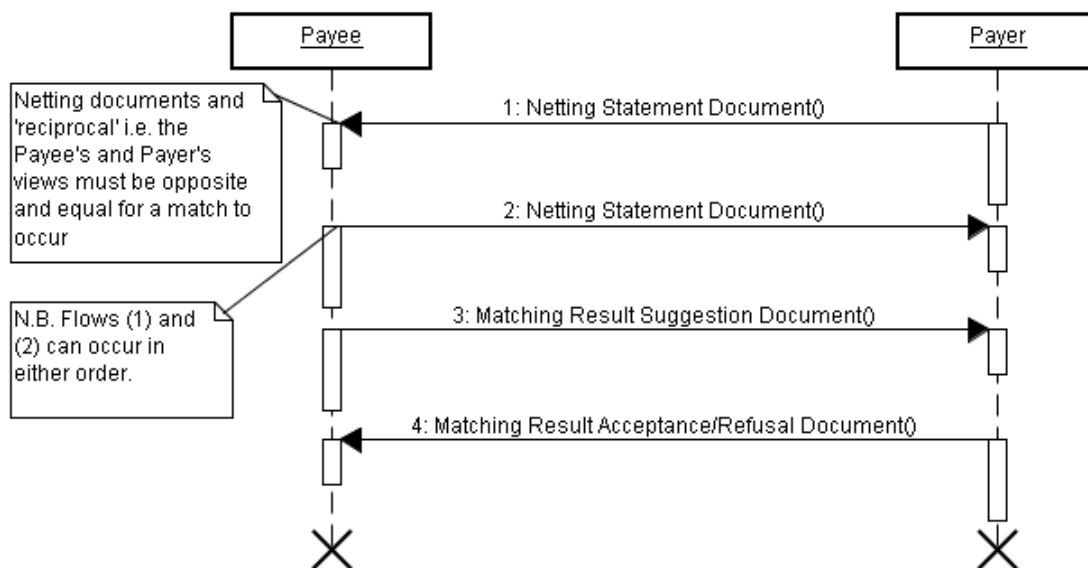 Payee
Payer
Netting documents and
'reciprocal' i.e. the
Payee's and Payer's
views must be opposite
and equal for a match to
occur
1: Netting Statement Document()
2: Netting Statement Document()
N.B. Flows (1) and
(2) can occur in
either order.
3: Matching Result Suggestion Document()
4: Matching Result Acceptance/Refusal Document()